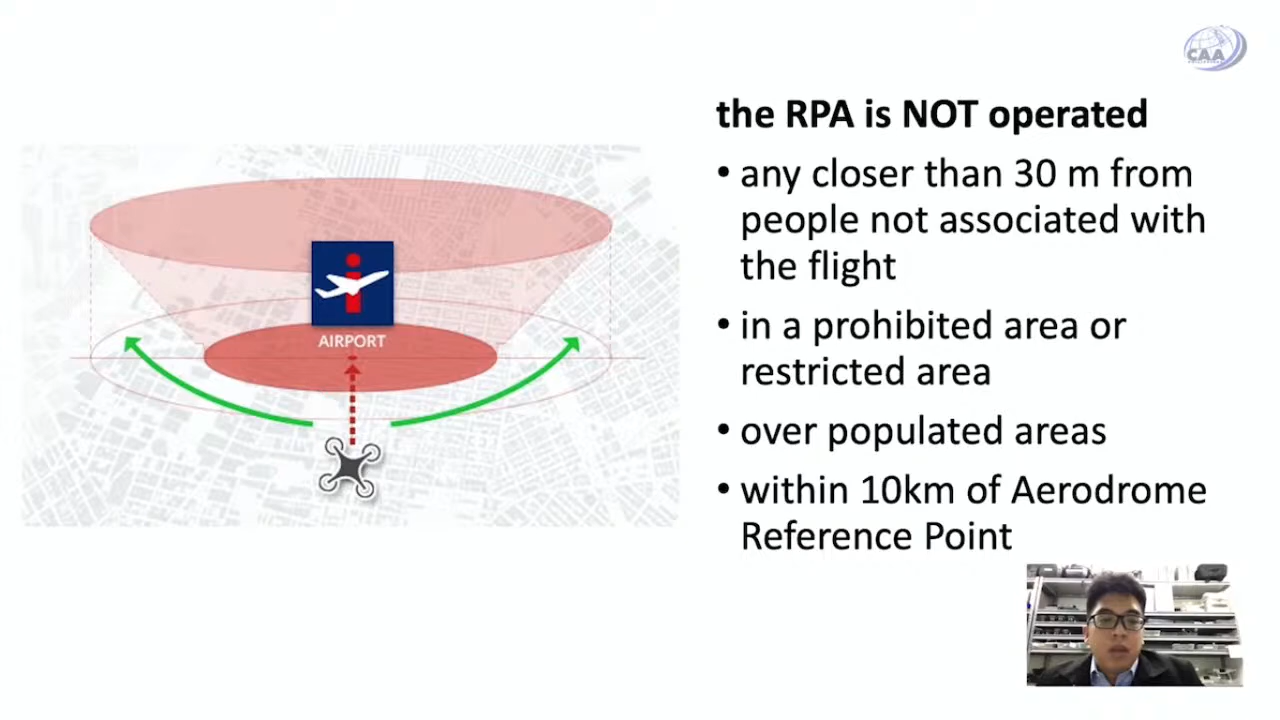 CAA
the RPA is NOT operated
• any closer than 30 m from
people not associated with
the flight
• in a prohibited area or
restricted area
• over populated areas
• within 10km of Aerodrome
Reference Point
AIRPORT